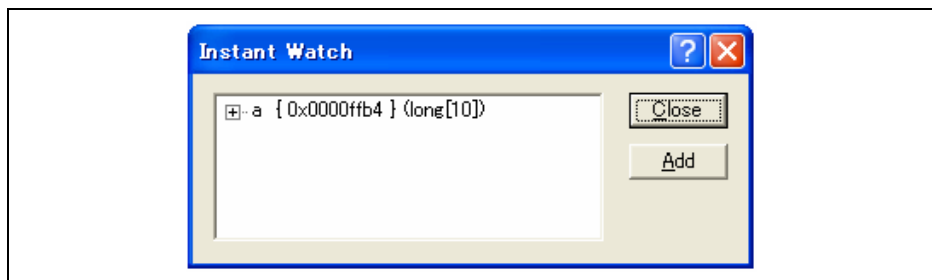 Instant Watch
a { 0x0000ffb4 } (long[10])
Close
Add